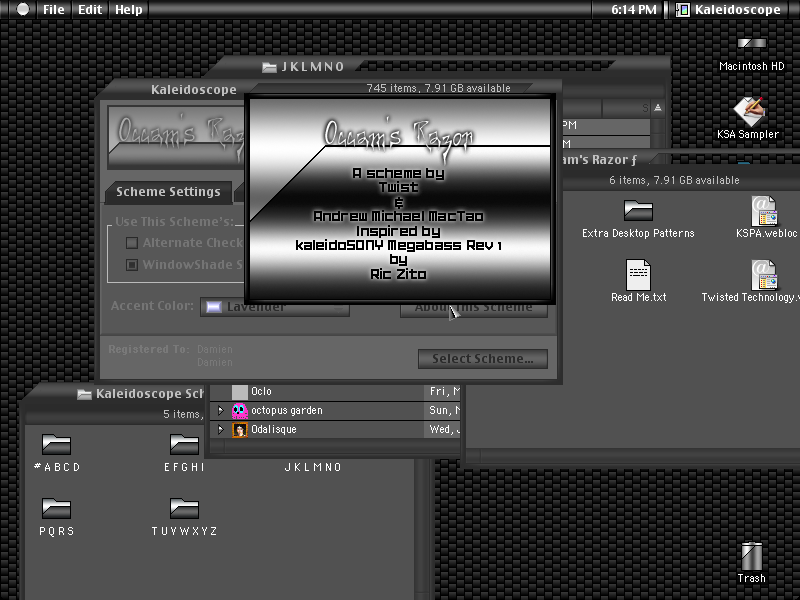 File Edit Help
6:14 PM
Kaleidoscope
Macintosh HD
KSA Sampler
JKLMNO
745 items, 7.91 GB available
Kaleidoscope
Occam's Razor
Scheme Settings
Use This Scheme's:
Alternate Check
WindowShade S
Accent Color:
Lavender
About This Scheme
Registered To: Damien
Damien
Select Scheme...
Occam's Razor
A scheme by
Twist
&
Andrew Michael MacTao
Inspired by
kaleidoSONY Megabass Rev 1
by
Ric Zito
S
PM
M
am's Razor ƒ
6 items, 7.91 GB available
Extra Desktop Patterns
KSPA.webloc
Read Me.txt
Twisted Technology.
Kaleidoscope Sch
5 items,
#ABCD
EFGHI
JKLMNO
PQRS
TUVWXYZ
Oclo
Fri, M
octopus garden
Sun, M
Odalisque
Wed, J
Trash